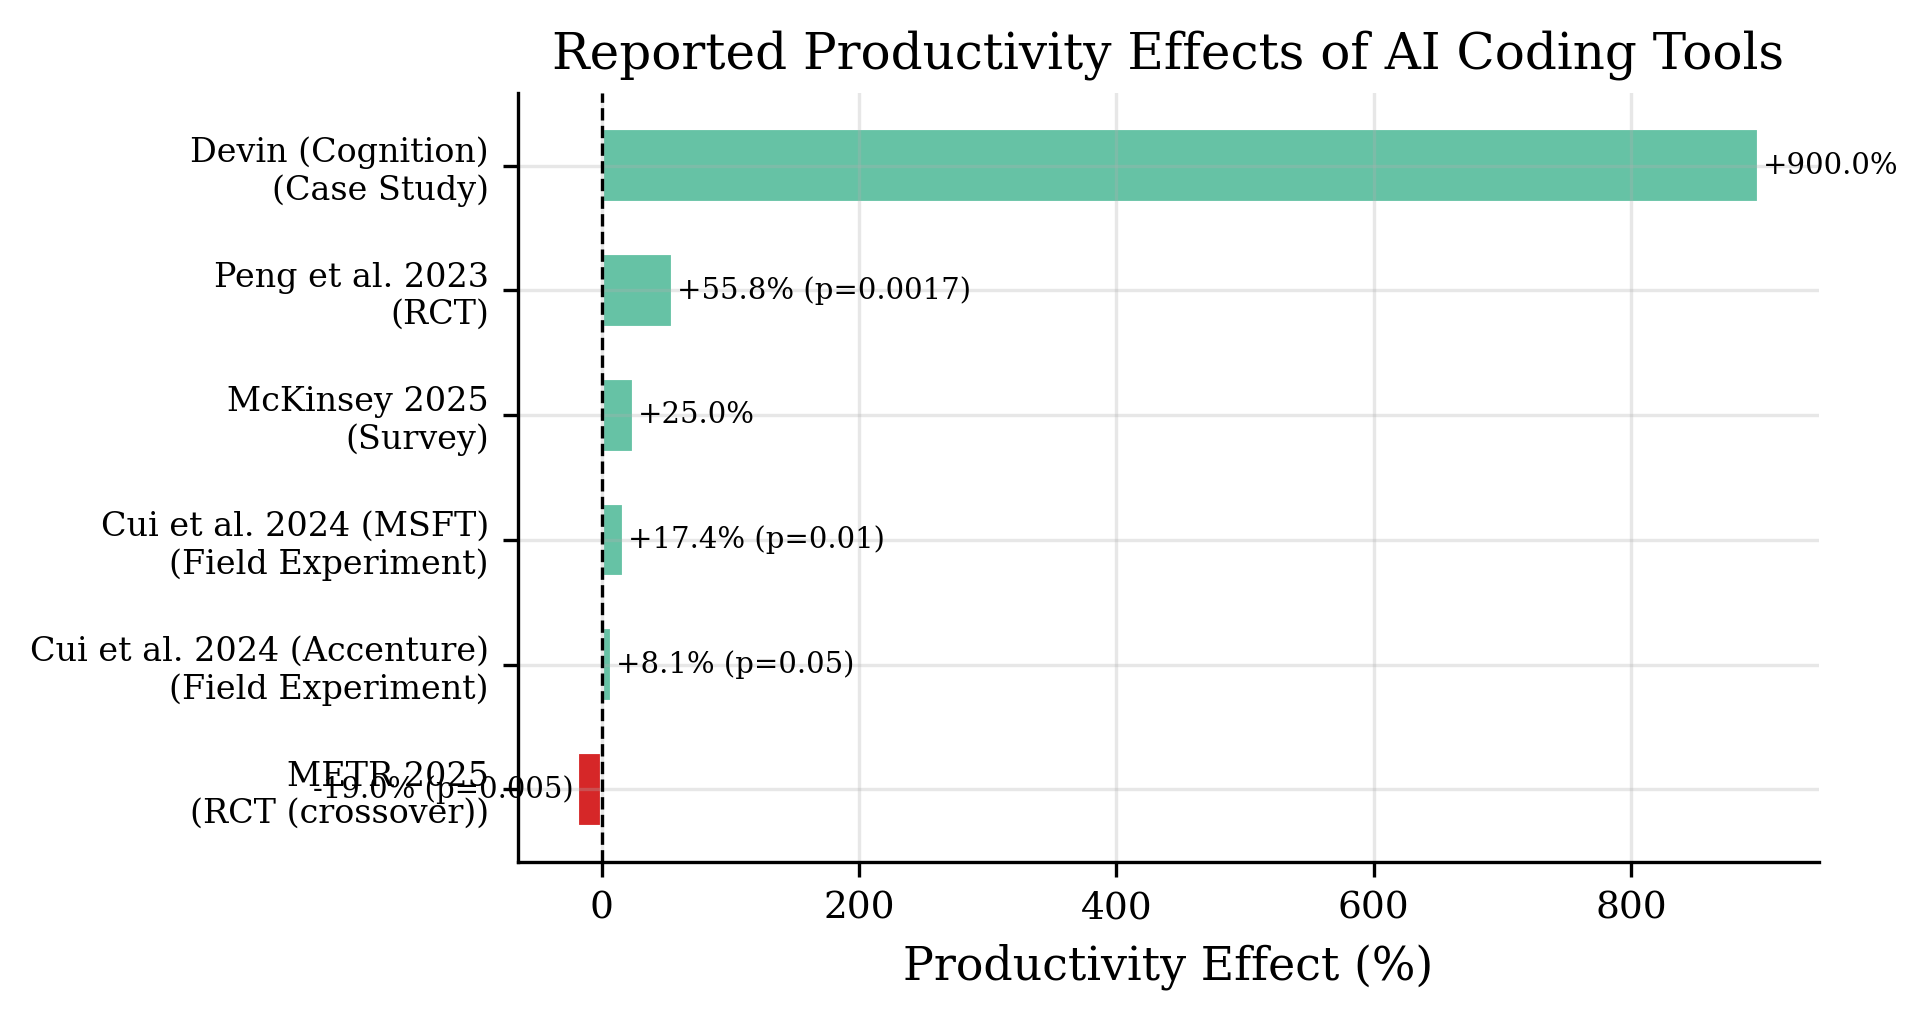 Reported Productivity Effects of AI Coding Tools
Devin (Cognition)
(Case Study)
+900.0%
Peng et al. 2023
(RCT)
+55.8% (p=0.0017)
McKinsey 2025
(Survey)
+25.0%
Cui et al. 2024 (MSFT)
(Field Experiment)
+17.4% (p=0.01)
Cui et al. 2024 (Accenture)
(Field Experiment)
+8.1% (p=0.05)
METR 2025
(RCT (crossover))
-19.0% (p=0.005)
0
200
400
600
800
Productivity Effect (%)